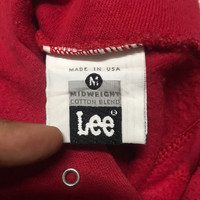 MADE IN USA
M
MIDWEIGHT
COTTON BLEND
Lee